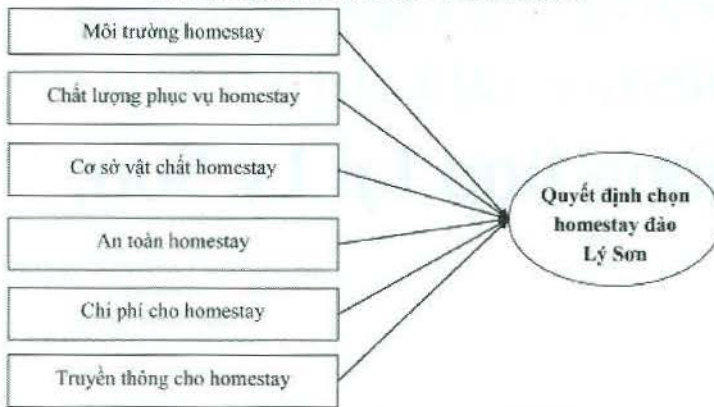 Môi trường homestay
Chất lượng phục vụ homestay
Cơ sở vật chất homestay
An toàn homestay
Chi phí cho homestay
Truyền thông cho homestay
Quyết định chọn
homestay đảo
Lý Sơn